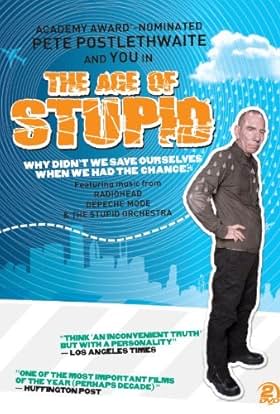 ACADEMY AWARD®-NOMINATED
PETE POSTLETHWAITE
AND YOU IN
THE AGE OF
STUPID
WHY DIDN'T WE SAVE OURSELVES
WHEN WE HAD THE CHANCE?
Featuring music from
RADIOHEAD
DEPECHE MODE
& THE STUPID ORCHESTRA
"THINK 'AN INCONVENIENT TRUTH'
BUT WITH A PERSONALITY"
— LOS ANGELES TIMES
"ONE OF THE MOST IMPORTANT FILMS
OF THE YEAR (PERHAPS DECADE)"
— HUFFINGTON POST
2